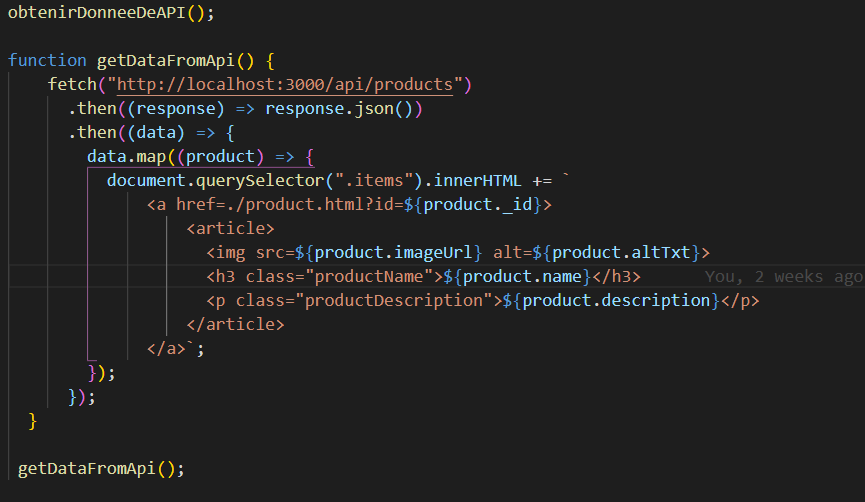 obtenirDonneeDeAPI();
function getDataFromApi() {
fetch("http://localhost:3000/api/products")
.then((response) => response.json())
.then((data) => {
data.map((product) => {
document.querySelector(".items").innerHTML += `
<a href=./product.html?id=${product._id}>
<article>
<img src=${product.imageUrl} alt=${product.altTxt}>
<h3 class="productName">${product.name}</h3> You, 2 weeks ago
<p class="productDescription">${product.description}</p>
</article>
</a>`;
});
});
}
getDataFromApi();